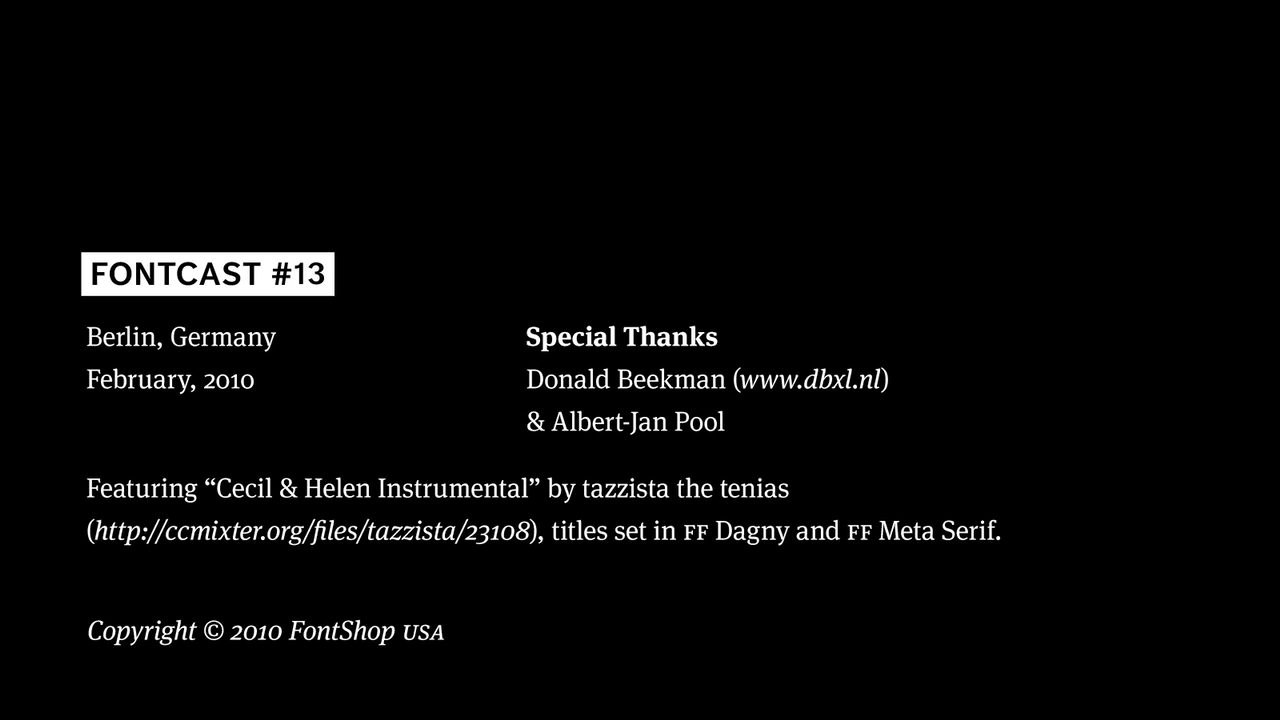 FONTCAST #13
Berlin, Germany
February, 2010
Special Thanks
Donald Beekman (www.dbxl.nl)
& Albert-Jan Pool
Featuring “Cecil & Helen Instrumental” by tazzista the tenias
(http://ccmixter.org/files/tazzista/23108), titles set in FF Dagny and FF Meta Serif.
Copyright © 2010 FontShop USA